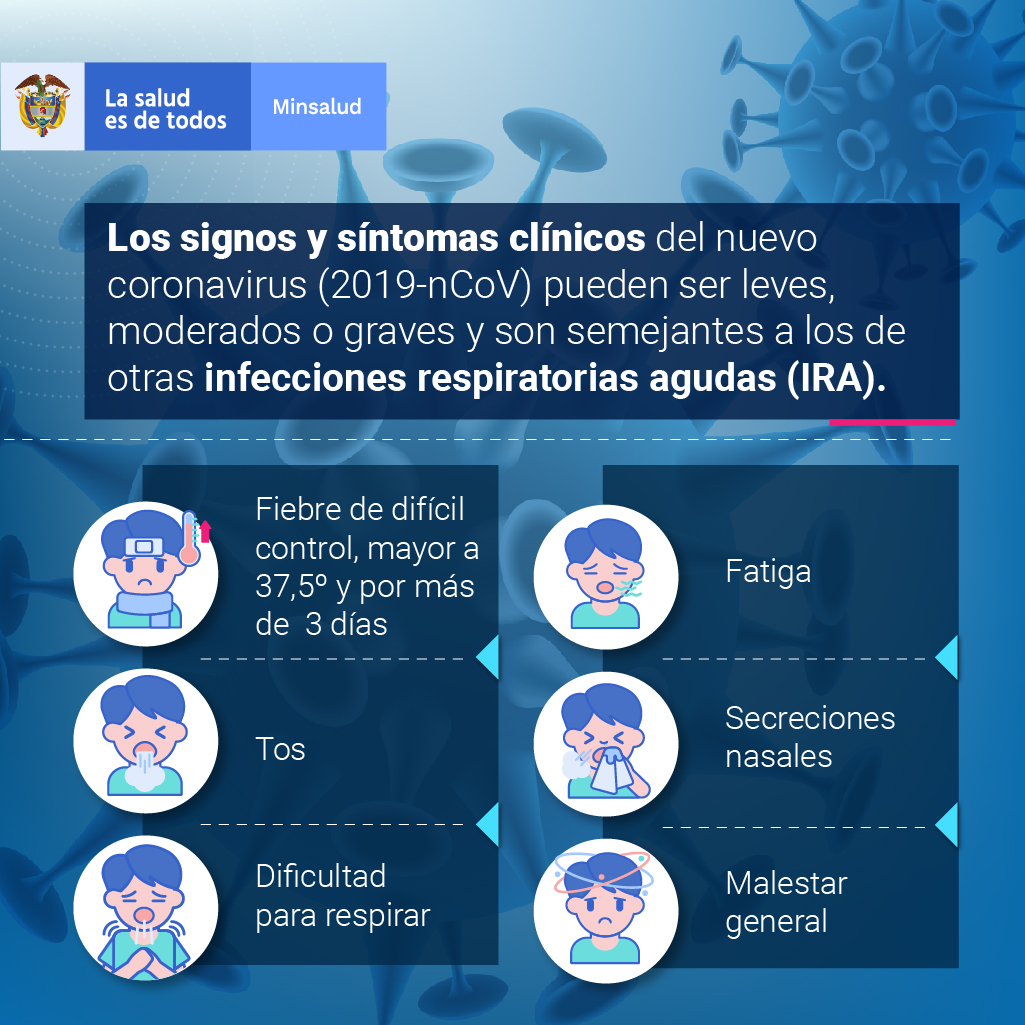 La salud
es de todos
Minsalud
Los signos y síntomas clínicos del nuevo
coronavirus (2019-nCoV) pueden ser leves,
moderados o graves y son semejantes a los de
otras infecciones respiratorias agudas (IRA).
Fiebre de difícil
control, mayor a
37,5º y por más
de 3 días
Tos
Dificultad
para respirar
Fatiga
Secreciones
nasales
Malestar
general